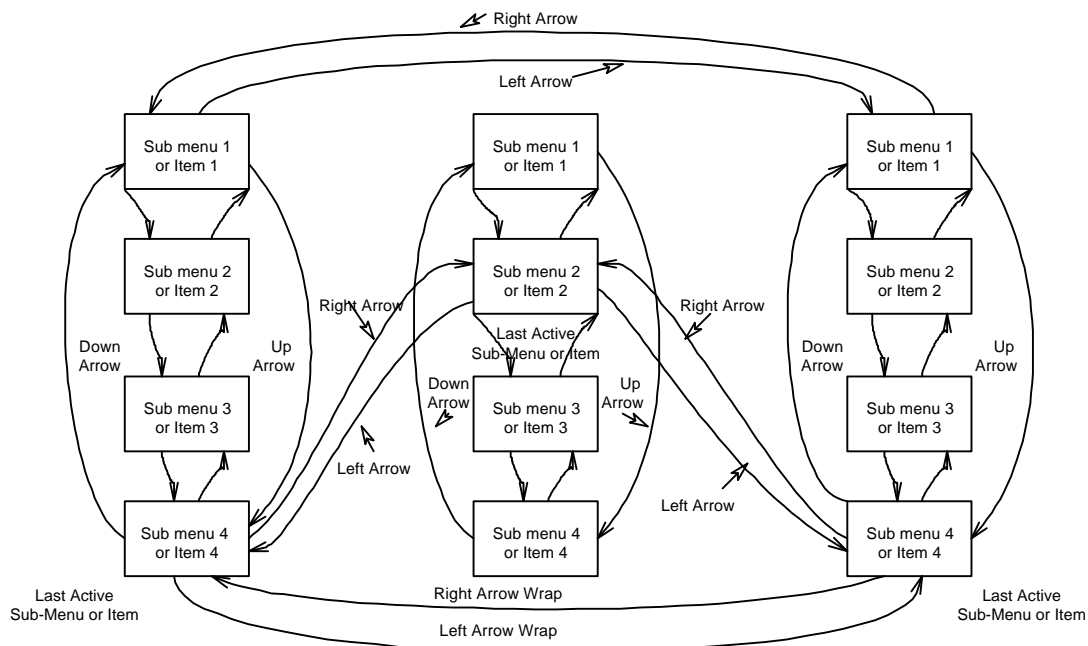 Right Arrow
Left Arrow
Sub menu 1
or Item 1
Sub menu 1
or Item 1
Sub menu 1
or Item 1
Sub menu 2
or Item 2
Sub menu 2
or Item 2
Sub menu 2
or Item 2
Right Arrow
Right Arrow
Last Active
Sub-Menu or Item
Down
Arrow
Up
Arrow
Down
Arrow
Up
Arrow
Down
Arrow
Up
Arrow
Sub menu 3
or Item 3
Sub menu 3
or Item 3
Sub menu 3
or Item 3
Left Arrow
Left Arrow
Sub menu 4
or Item 4
Sub menu 4
or Item 4
Sub menu 4
or Item 4
Last Active
Sub-Menu or Item
Right Arrow Wrap
Last Active
Sub-Menu or Item
Left Arrow Wrap